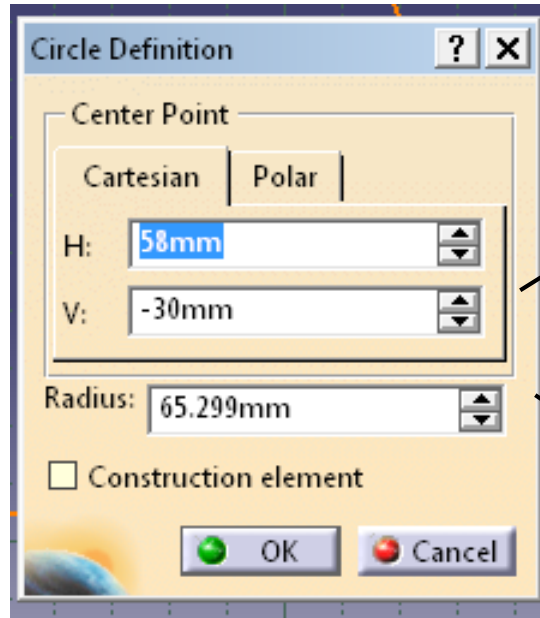 Circle Definition ? X
Center Point
Cartesian Polar
H: 58mm
V: -30mm
Radius: 65.299mm
Construction element
OK Cancel